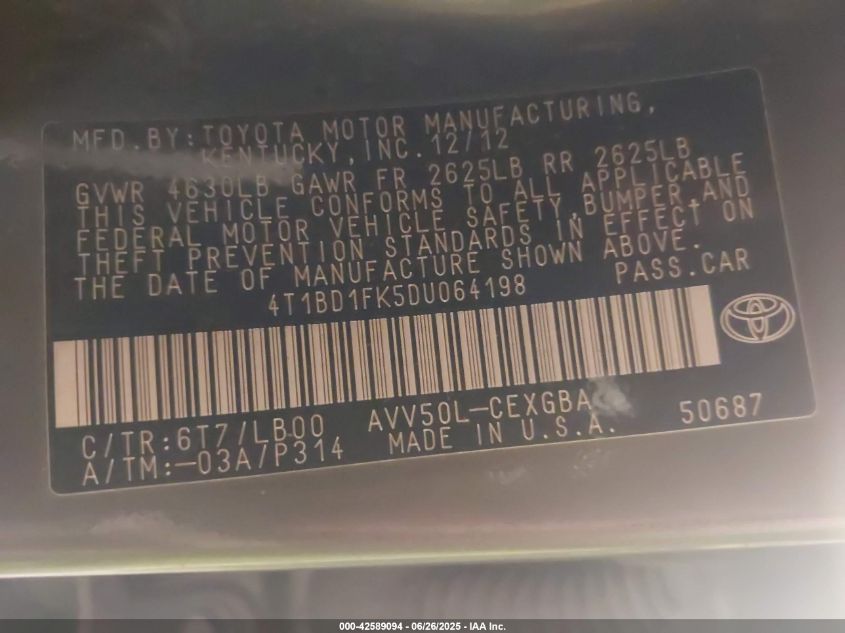 MFD.BY:TOYOTA MOTOR MANUFACTURING,
KENTUCKY,INC.12/12
GVWR 4630LB GAWR FR 2625LB RR 2625LB
THIS VEHICLE CONFORMS TO ALL APPLICABLE
FEDERAL MOTOR VEHICLE SAFETY,BUMPER,AND
THEFT PREVENTION STANDARDS IN EFFECT ON
THE DATE OF MANUFACTURE SHOWN ABOVE.
PASS.CAR
4T1BD1FK5DU064198
C/TR:6T7/LB00 AVV50L-CEXGBA 50687
A/TM:-03A/P314 MADE IN U.S.A.
000-42589094 - 06/26/2025 - IAA Inc.